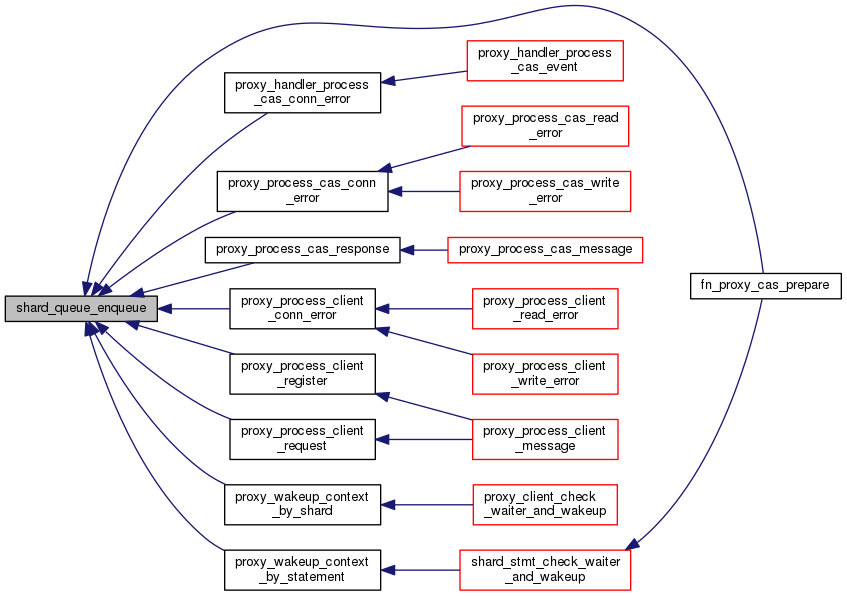 proxy_handler_process
_cas_event
proxy_handler_process
_cas_conn_error
proxy_process_cas_read
_error
proxy_process_cas_conn
_error
proxy_process_cas_write
_error
proxy_process_cas_response
proxy_process_cas_message
fn_proxy_cas_prepare
shard_queue_enqueue
proxy_process_client
_conn_error
proxy_process_client
_read_error
proxy_process_client
_register
proxy_process_client
_write_error
proxy_process_client
_request
proxy_process_client
_message
proxy_wakeup_context
_by_shard
proxy_client_check
_waiter_and_wakeup
proxy_wakeup_context
_by_statement
shard_stmt_check_waiter
_and_wakeup